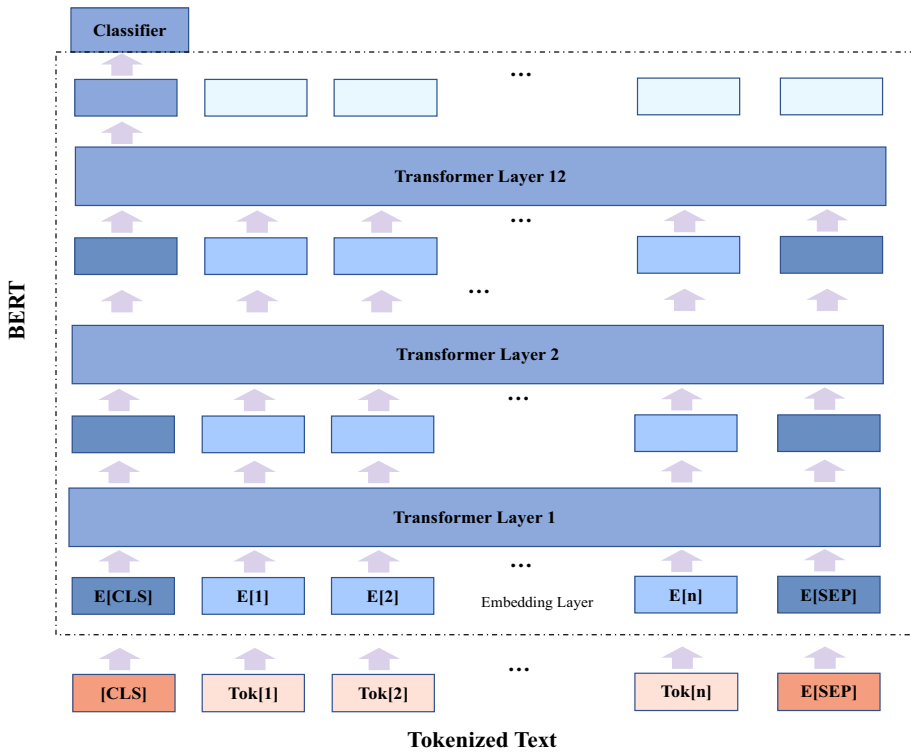 Classifier
...
Transformer Layer 12
...
...
BERT
Transformer Layer 2
...
Transformer Layer 1
...
E[CLS] E[1] E[2] Embedding Layer E[n] E[SEP]
...
[CLS] Tok[1] Tok[2] Tok[n] E[SEP]
Tokenized Text